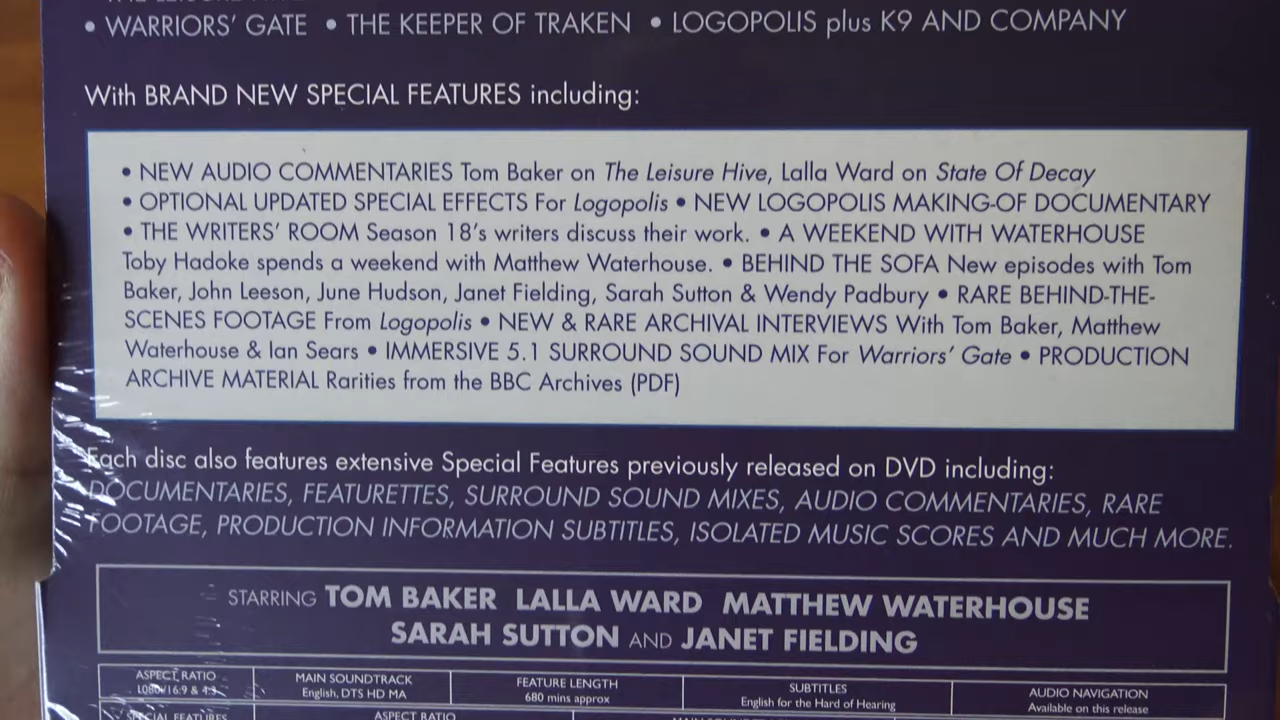 • WARRIORS' GATE • THE KEEPER OF TRAKEN • LOGOPOLIS plus K9 AND COMPANY
With BRAND NEW SPECIAL FEATURES including:
• NEW AUDIO COMMENTARIES Tom Baker on The Leisure Hive, Lalla Ward on State Of Decay
• OPTIONAL UPDATED SPECIAL EFFECTS For Logopolis • NEW LOGOPOLIS MAKING-OF DOCUMENTARY
• THE WRITERS' ROOM Season 18's writers discuss their work. • A WEEKEND WITH WATERHOUSE
Toby Hadoke spends a weekend with Matthew Waterhouse. • BEHIND THE SOFA New episodes with Tom
Baker, John Leeson, June Hudson, Janet Fielding, Sarah Sutton & Wendy Padbury • RARE BEHIND-THE-
SCENES FOOTAGE From Logopolis • NEW & RARE ARCHIVAL INTERVIEWS With Tom Baker, Matthew
Waterhouse & Ian Sears • IMMERSIVE 5.1 SURROUND SOUND MIX For Warriors' Gate • PRODUCTION
ARCHIVE MATERIAL Rarities from the BBC Archives (PDF)
Each disc also features extensive Special Features previously released on DVD including:
DOCUMENTARIES, FEATURETTES, SURROUND SOUND MIXES, AUDIO COMMENTARIES, RARE
FOOTAGE, PRODUCTION INFORMATION SUBTITLES, ISOLATED MUSIC SCORES AND MUCH MORE.
STARRING TOM BAKER LALLA WARD MATTHEW WATERHOUSE
SARAH SUTTON AND JANET FIELDING
ASPECT RATIO
1080i/16:9 & 4:3
MAIN SOUNDTRACK
English, DTS HD MA
FEATURE LENGTH
680 mins approx
SUBTITLES
English for the Hard of Hearing
AUDIO NAVIGATION
Available on this release
SPECIAL FEATURES
ASPECT RATIO